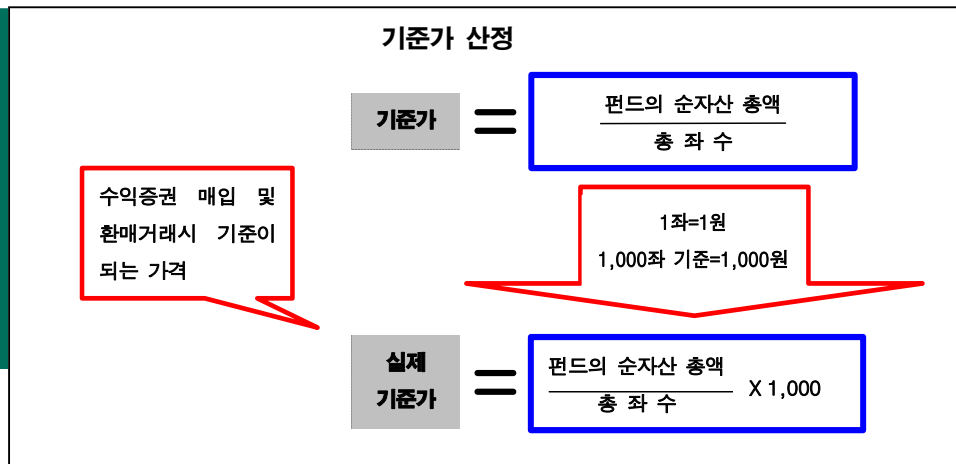 기준가 산정
기준가 = 펀드의 순자산 총액
총 좌 수
수익증권 매입 및
환매거래시 기준이
되는 가격
1좌=1원
1,000좌 기준=1,000원
실제
기준가 = 펀드의 순자산 총액
총 좌 수 X 1,000